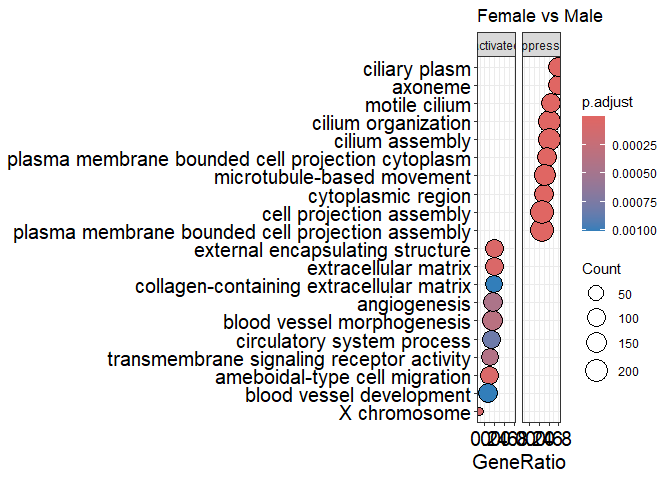 Female vs Male
ctivate
ppress
ciliary plasm
axoneme
motile cilium
cilium organization
cilium assembly
plasma membrane bounded cell projection cytoplasm
microtubule-based movement
cytoplasmic region
cell projection assembly
plasma membrane bounded cell projection assembly
external encapsulating structure
extracellular matrix
collagen-containing extracellular matrix
angiogenesis
blood vessel morphogenesis
circulatory system process
transmembrane signaling receptor activity
ameboidal-type cell migration
blood vessel development
X chromosome
GeneRatio
p.adjust
0.00025
0.00050
0.00075
0.00100
Count
50
100
150
200